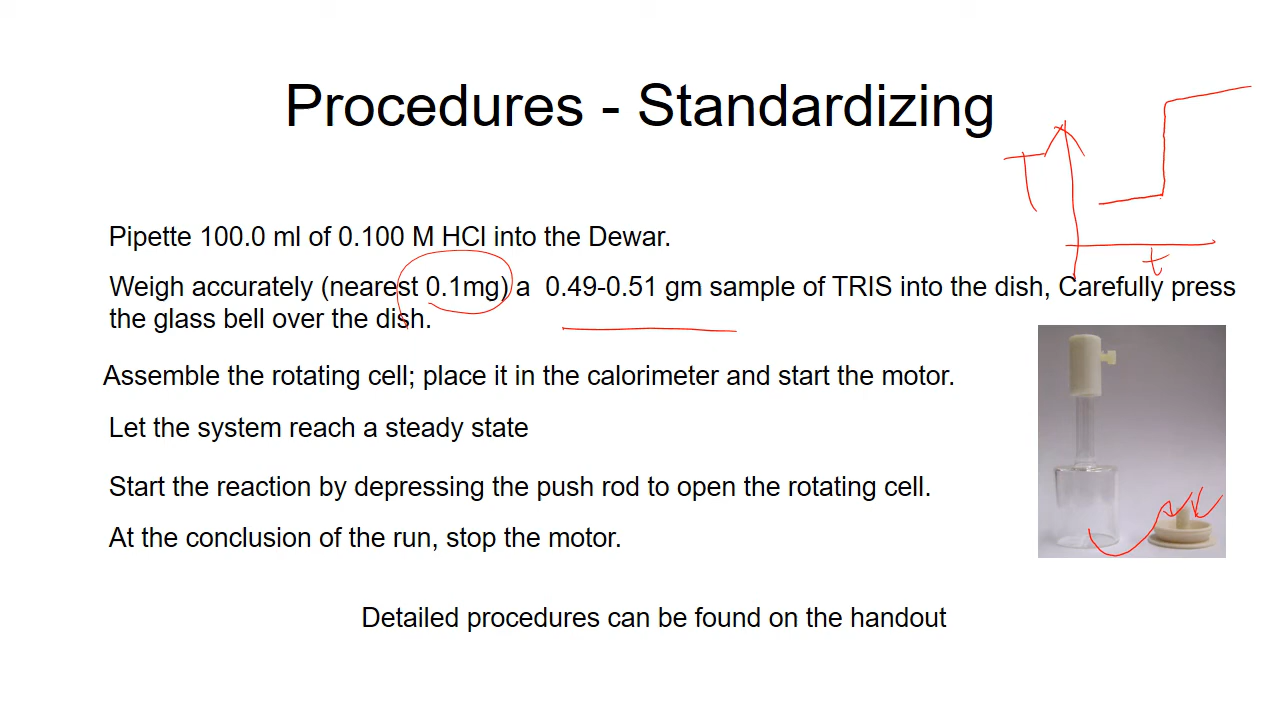 Procedures - Standardizing
T
t
Pipette 100.0 ml of 0.100 M HCl into the Dewar.
Weigh accurately (nearest 0.1mg) a  0.49-0.51 gm sample of TRIS into the dish, Carefully press
the glass bell over the dish.
Assemble the rotating cell; place it in the calorimeter and start the motor.
Let the system reach a steady state
Start the reaction by depressing the push rod to open the rotating cell.
At the conclusion of the run, stop the motor.
Detailed procedures can be found on the handout